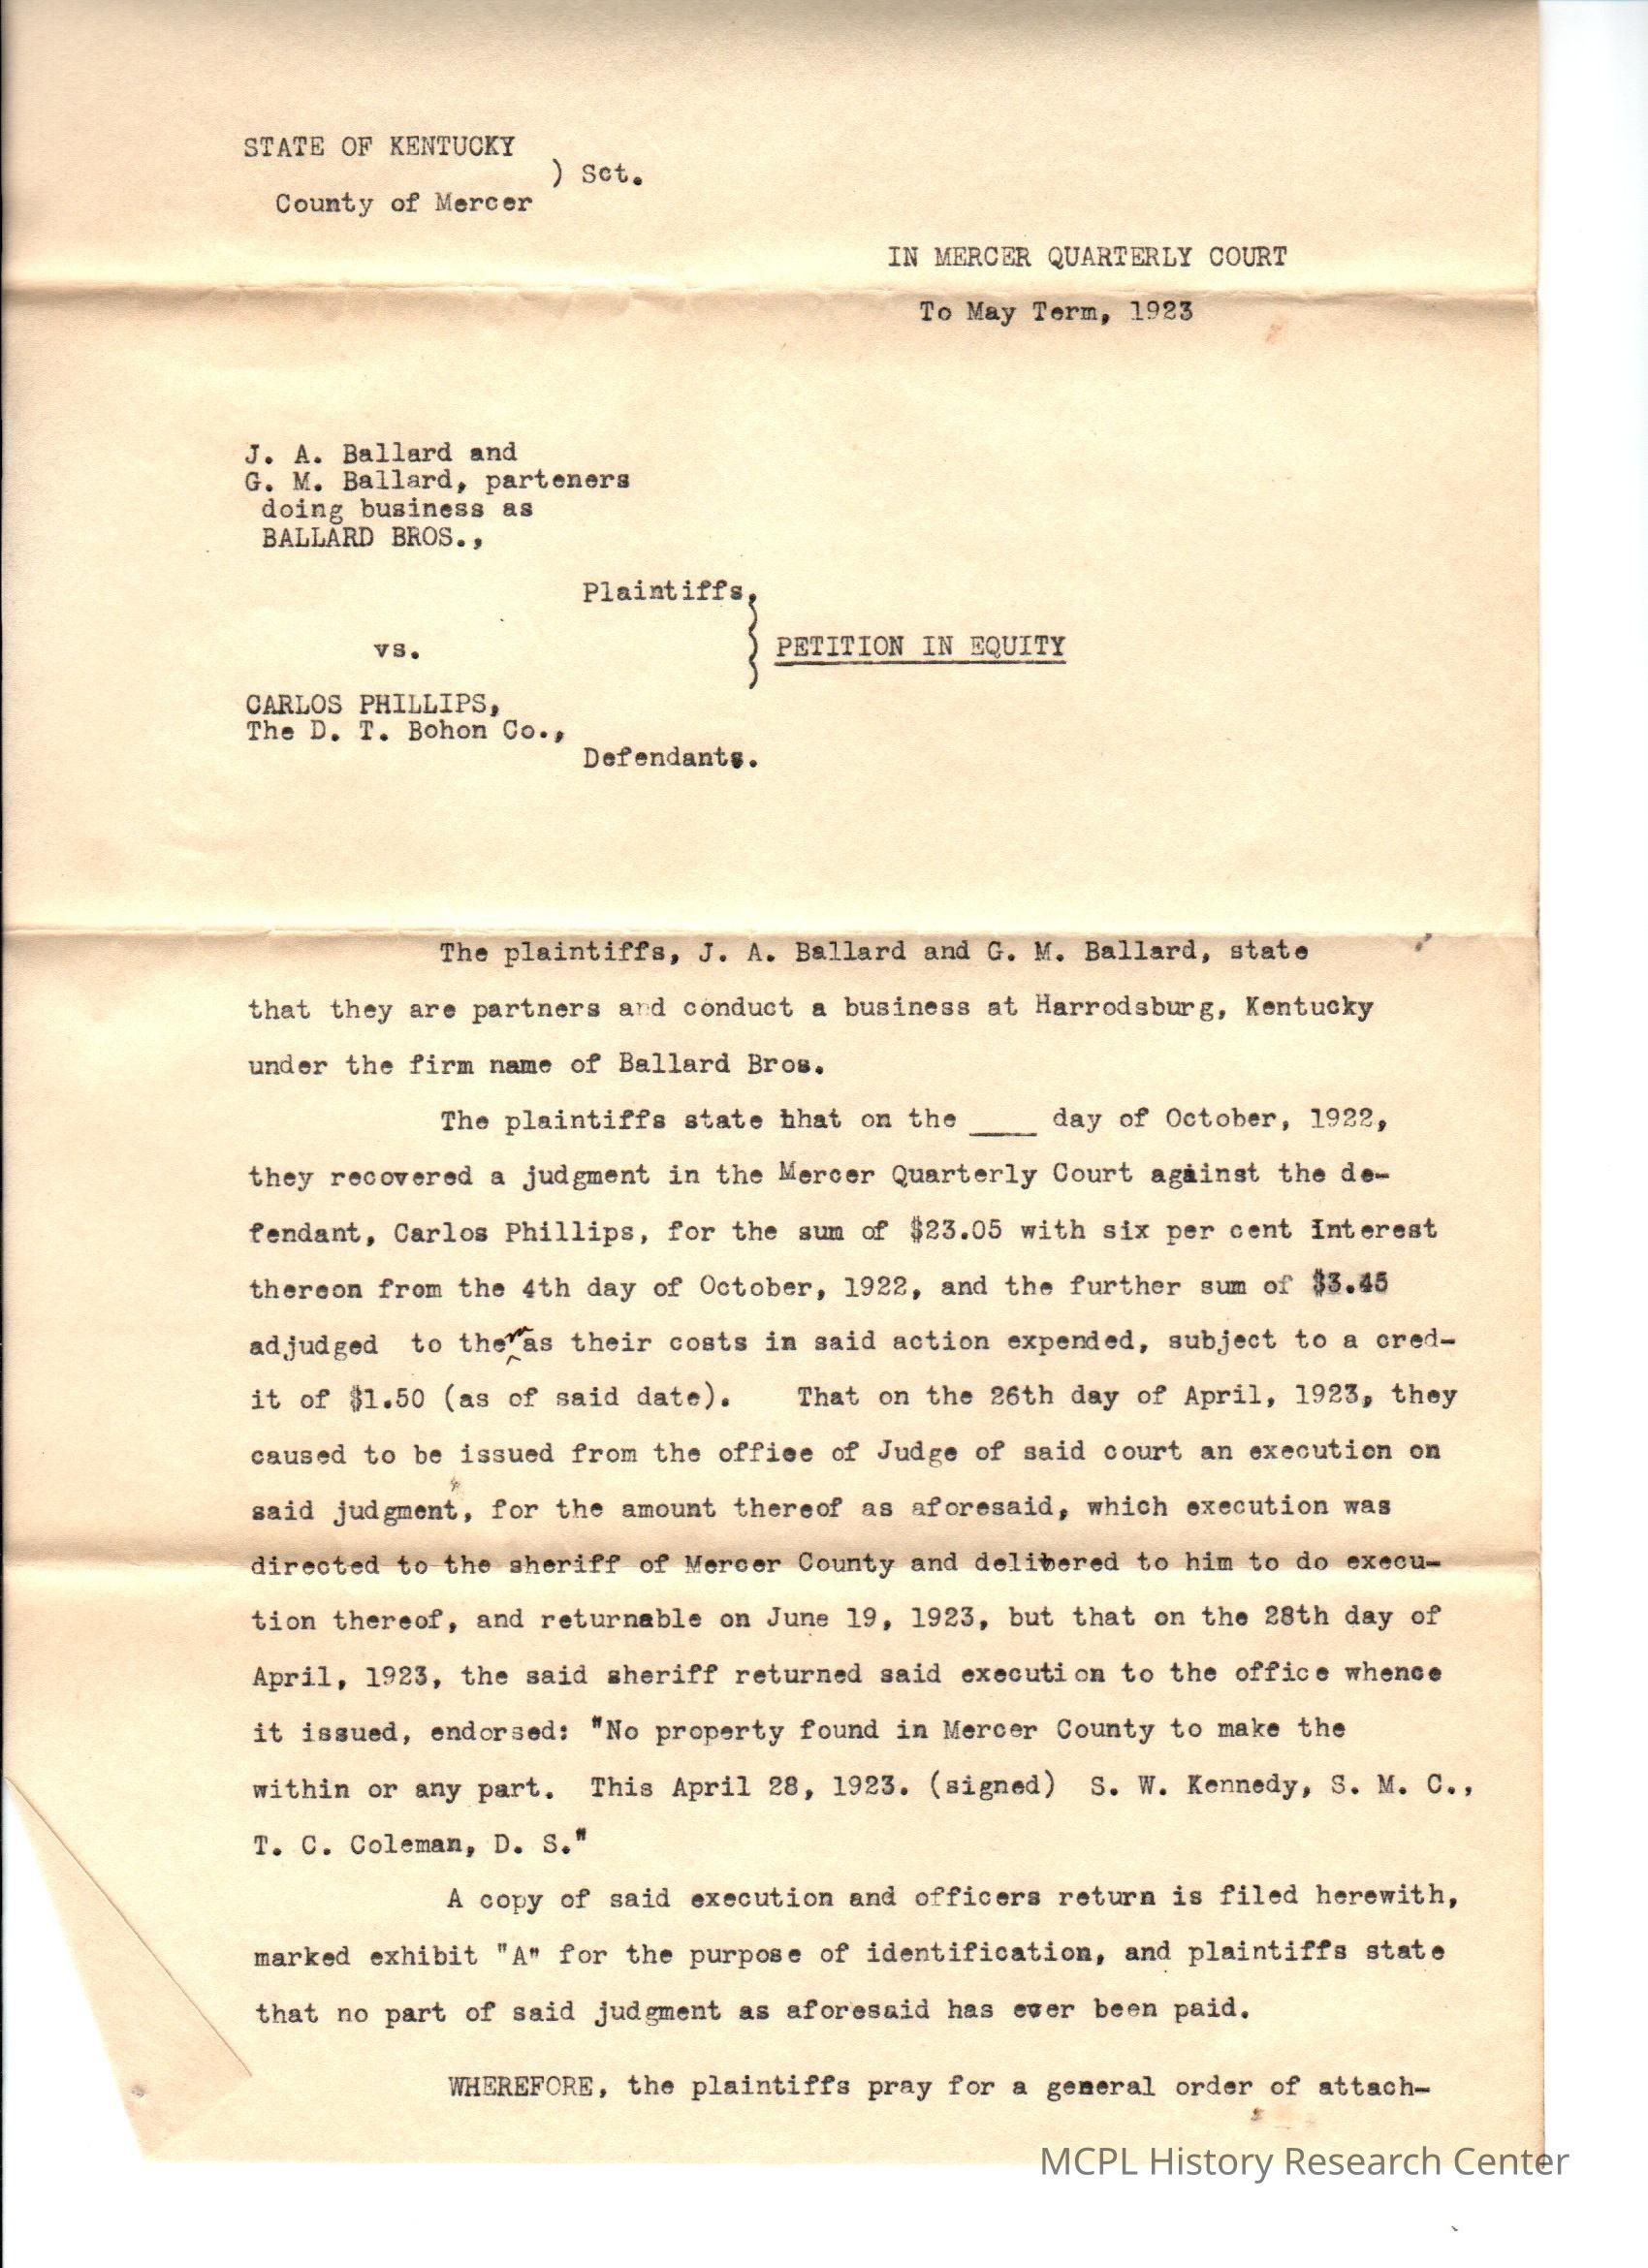 STATE OF KENTUCKY
) Sct.
County of Mercer
IN MERCER QUARTERLY COURT
To May Term, 1923
J. A. Ballard and
G. M. Ballard, parteners
doing business as
BALLARD BROS.,
Plaintiffs,
vs.
PETITION IN EQUITY
CARLOS PHILLIPS,
The D. T. Bohon Co.,
Defendants.
The plaintiffs, J. A. Ballard and G. M. Ballard, state
that they are partners and conduct a business at Harrodsburg, Kentucky
under the firm name of Ballard Bros.
The plaintiffs state that on the ____ day of October, 1922,
they recovered a judgment in the Mercer Quarterly Court against the de-
fendant, Carlos Phillips, for the sum of $23.05 with six per cent interest
thereon from the 4th day of October, 1922, and the further sum of $3.45
adjudged to them as their costs in said action expended, subject to a cred-
it of $1.50 (as of said date). That on the 26th day of April, 1923, they
caused to be issued from the office of Judge of said court an execution on
said judgment, for the amount thereof as aforesaid, which execution was
directed to the sheriff of Mercer County and delivered to him to do execu-
tion thereof, and returnable on June 19, 1923, but that on the 28th day of
April, 1923, the said sheriff returned said execution to the office whence
it issued, endorsed: "No property found in Mercer County to make the
within or any part. This April 28, 1923. (signed) S. W. Kennedy, S. M. C.,
T. C. Coleman, D. S."
A copy of said execution and officers return is filed herewith,
marked exhibit "A" for the purpose of identification, and plaintiffs state
that no part of said judgment as aforesaid has ever been paid.
WHEREFORE, the plaintiffs pray for a general order of attach-
MCPL History Research Center